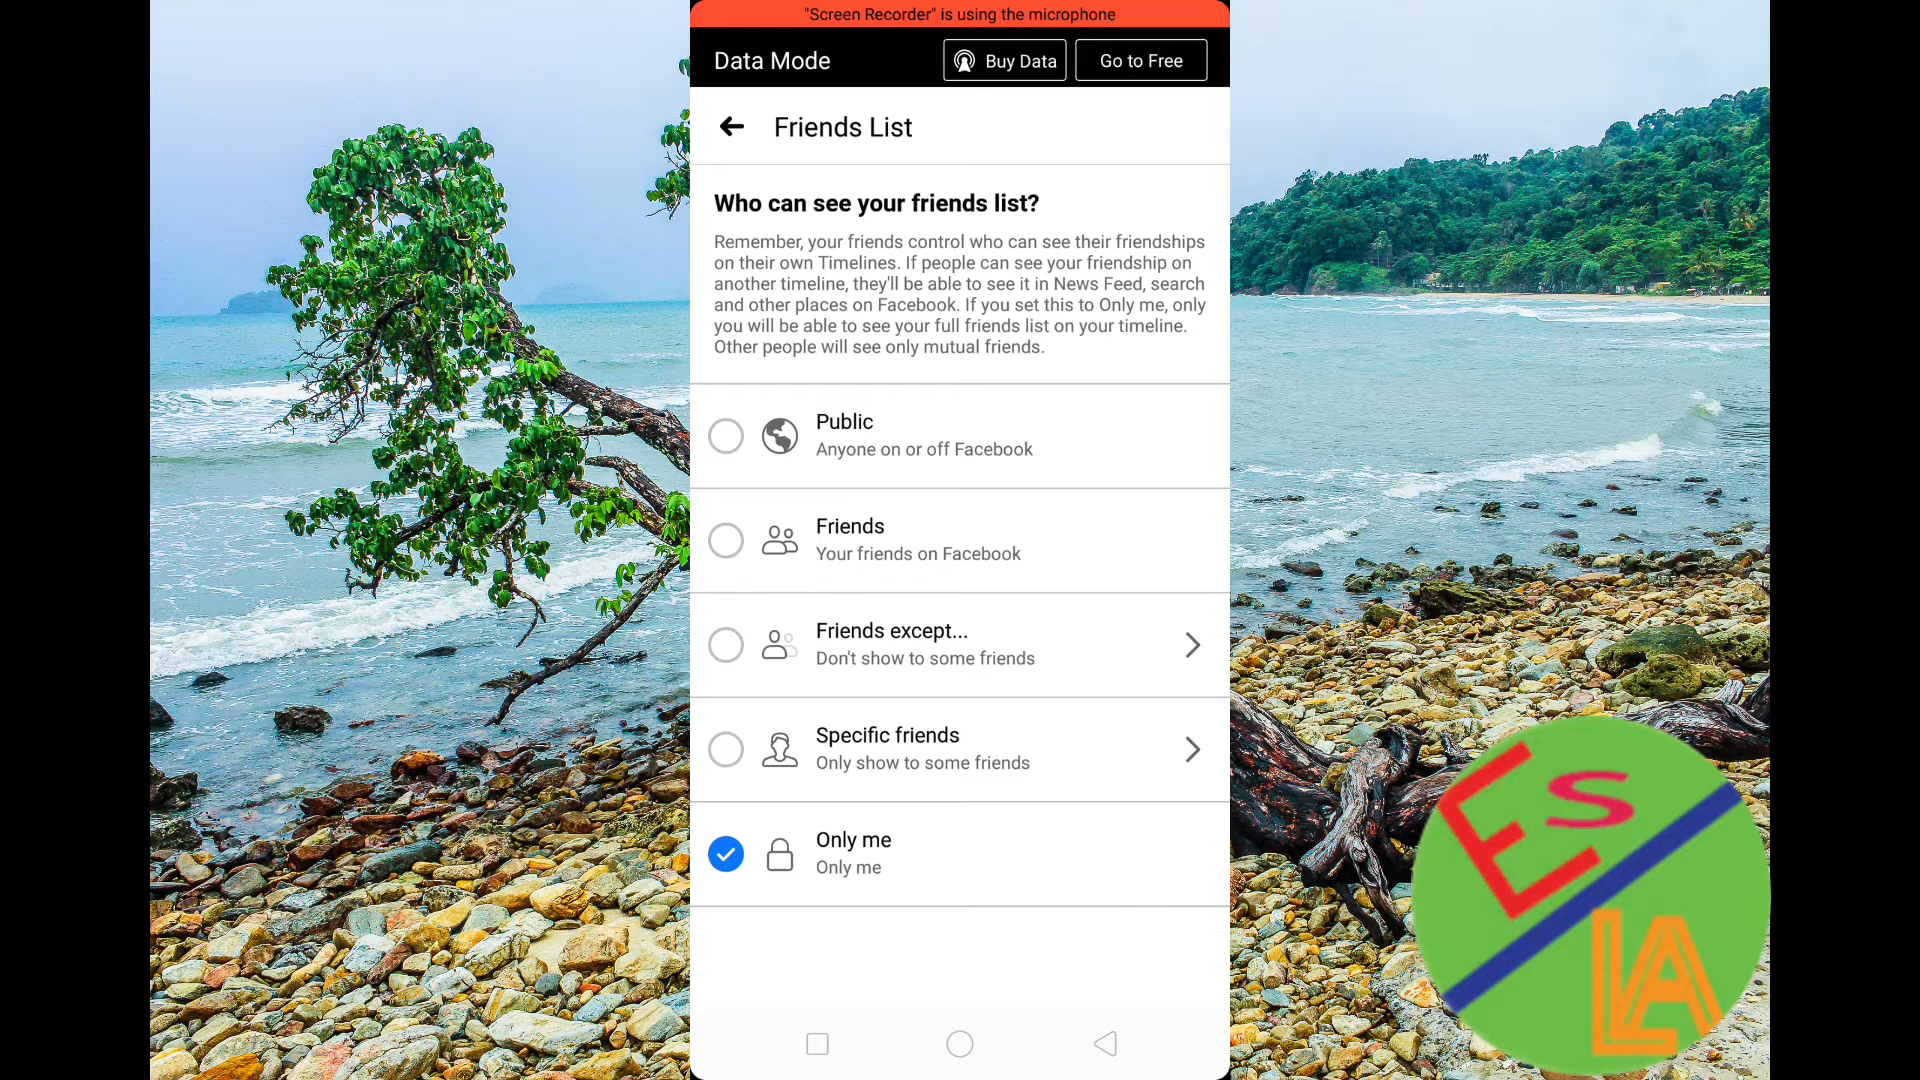 "Screen Recorder" is using the microphone
Data Mode
Buy Data
Go to Free
Friends List
Who can see your friends list?
Remember, your friends control who can see their friendships
on their own Timelines. If people can see your friendship on
another timeline, they'll be able to see it in News Feed, search
and other places on Facebook. If you set this to Only me, only
you will be able to see your full friends list on your timeline.
Other people will see only mutual friends.
Public
Anyone on or off Facebook
Friends
Your friends on Facebook
Friends except...
Don't show to some friends
Specific friends
Only show to some friends
Only me
Only me
ES
LA